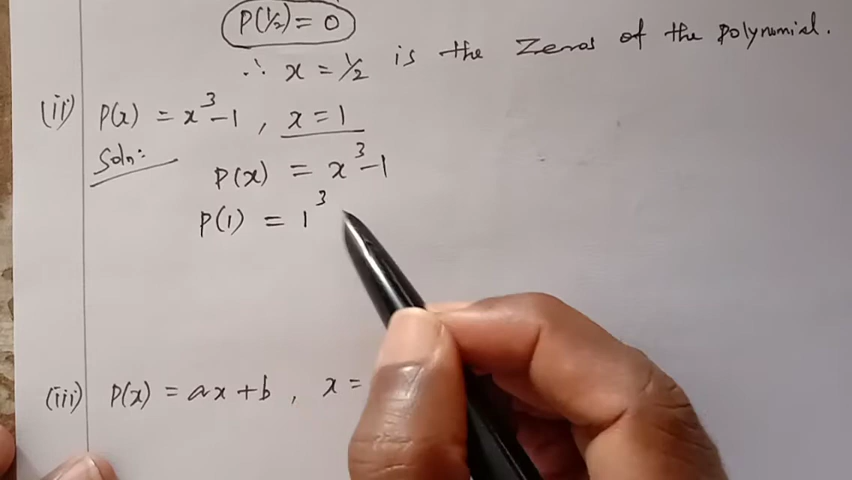 P(½) = 0
∴ x = ½ is the Zeros of the polynomial.
(ii) P(x) = x³-1 , x = 1
Soln:
P(x) = x³-1
P(1) = 1³
(iii) P(x) = ax+b , x =